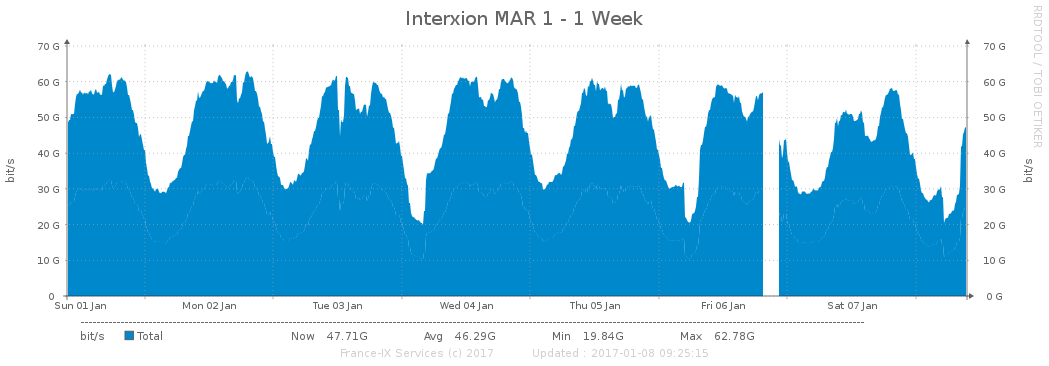 Interxion MAR 1 - 1 Week
RRDTOOL / TOBI OETIKER
70 G 70 G
60 G 60 G
50 G 50 G
40 G 40 G
30 G 30 G
20 G 20 G
10 G 10 G
0 0 G
bit/s bit/s
Sun 01 Jan Mon 02 Jan Tue 03 Jan Wed 04 Jan Thu 05 Jan Fri 06 Jan Sat 07 Jan
bit/s Total Now 47.71G Avg 46.29G Min 19.84G Max 62.78G
France-IX Services (c) 2017 Updated : 2017-01-08 09:25:15